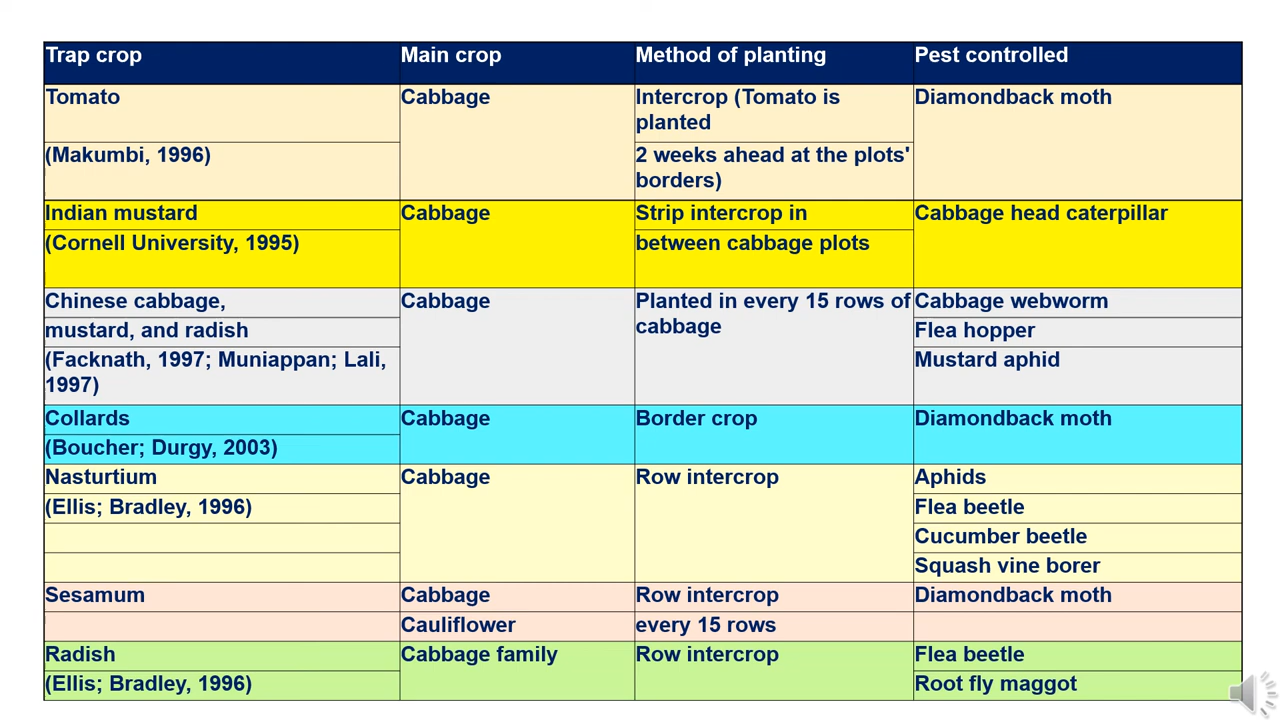 Trap crop Main crop Method of planting Pest controlled
Tomato Cabbage Intercrop (Tomato is Diamondback moth
planted
(Makumbi, 1996) 2 weeks ahead at the plots'
borders)
Indian mustard Cabbage Strip intercrop in Cabbage head caterpillar
(Cornell University, 1995) between cabbage plots
Chinese cabbage, Cabbage Planted in every 15 rows of Cabbage webworm
mustard, and radish cabbage Flea hopper
(Facknath, 1997; Muniappan; Lali, Mustard aphid
1997)
Collards Cabbage Border crop Diamondback moth
(Boucher; Durgy, 2003)
Nasturtium Cabbage Row intercrop Aphids
(Ellis; Bradley, 1996) Flea beetle
Cucumber beetle
Squash vine borer
Sesamum Cabbage Row intercrop Diamondback moth
Cauliflower every 15 rows
Radish Cabbage family Row intercrop Flea beetle
(Ellis; Bradley, 1996) Root fly maggot